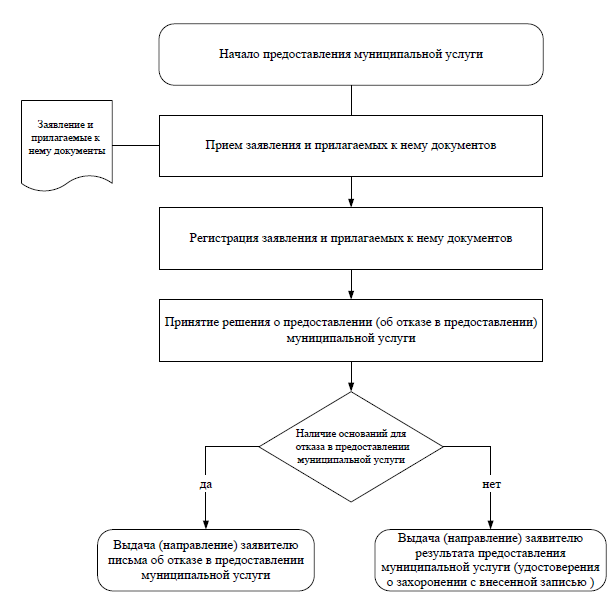 Начало предоставления муниципальной услуги
Заявление и
прилагаемые к
нему документы
Прием заявления и прилагаемых к нему документов
Регистрация заявления и прилагаемых к нему документов
Принятие решения о предоставлении (об отказе в предоставлении)
муниципальной услуги
Наличие оснований для
отказа в предоставлении
муниципальной услуги
да
нет
Выдача (направление) заявителю
письма об отказе в предоставлении
муниципальной услуги
Выдача (направление) заявителю
результата предоставления
муниципальной услуги (удостоверения
о захоронении с внесенной записью )